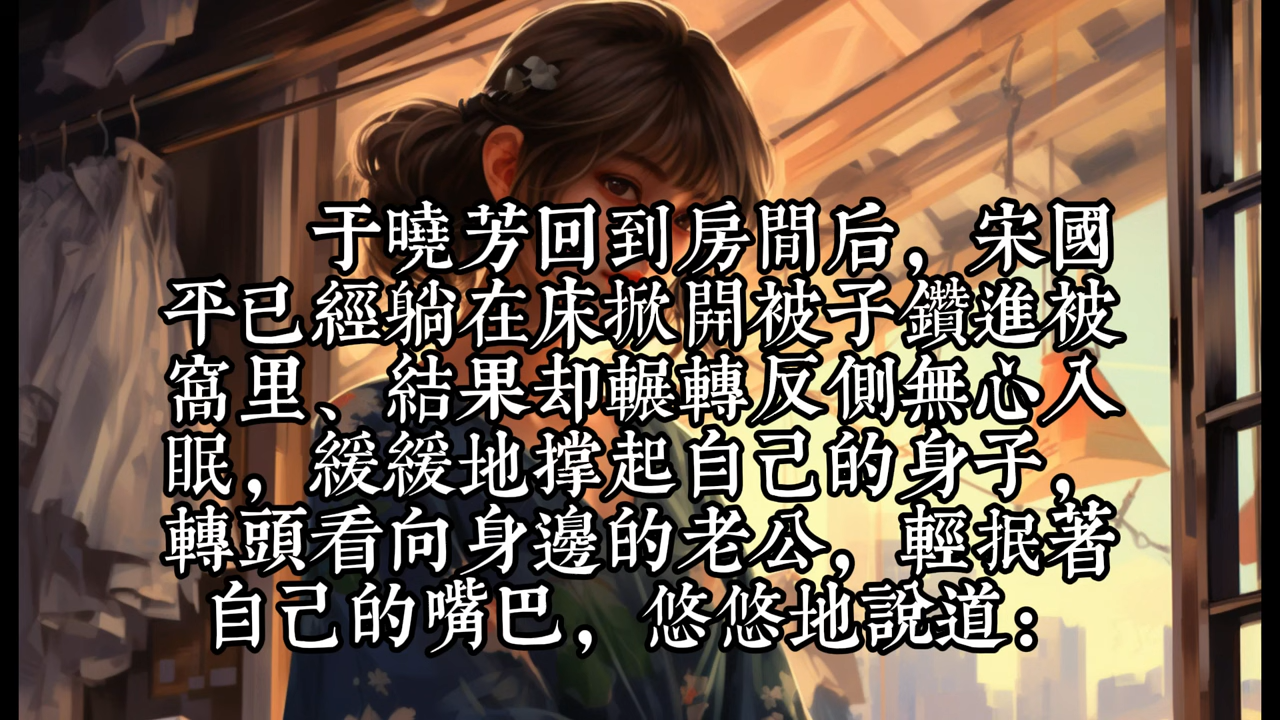 于曉芳回到房間后，宋國
平已經躺在床掀開被子鑽進被
窩里、結果却輾轉反側無心入
眠，緩緩地撑起自己的身子，
轉頭看向身邊的老公，輕抿著
自己的嘴巴，悠悠地說道：